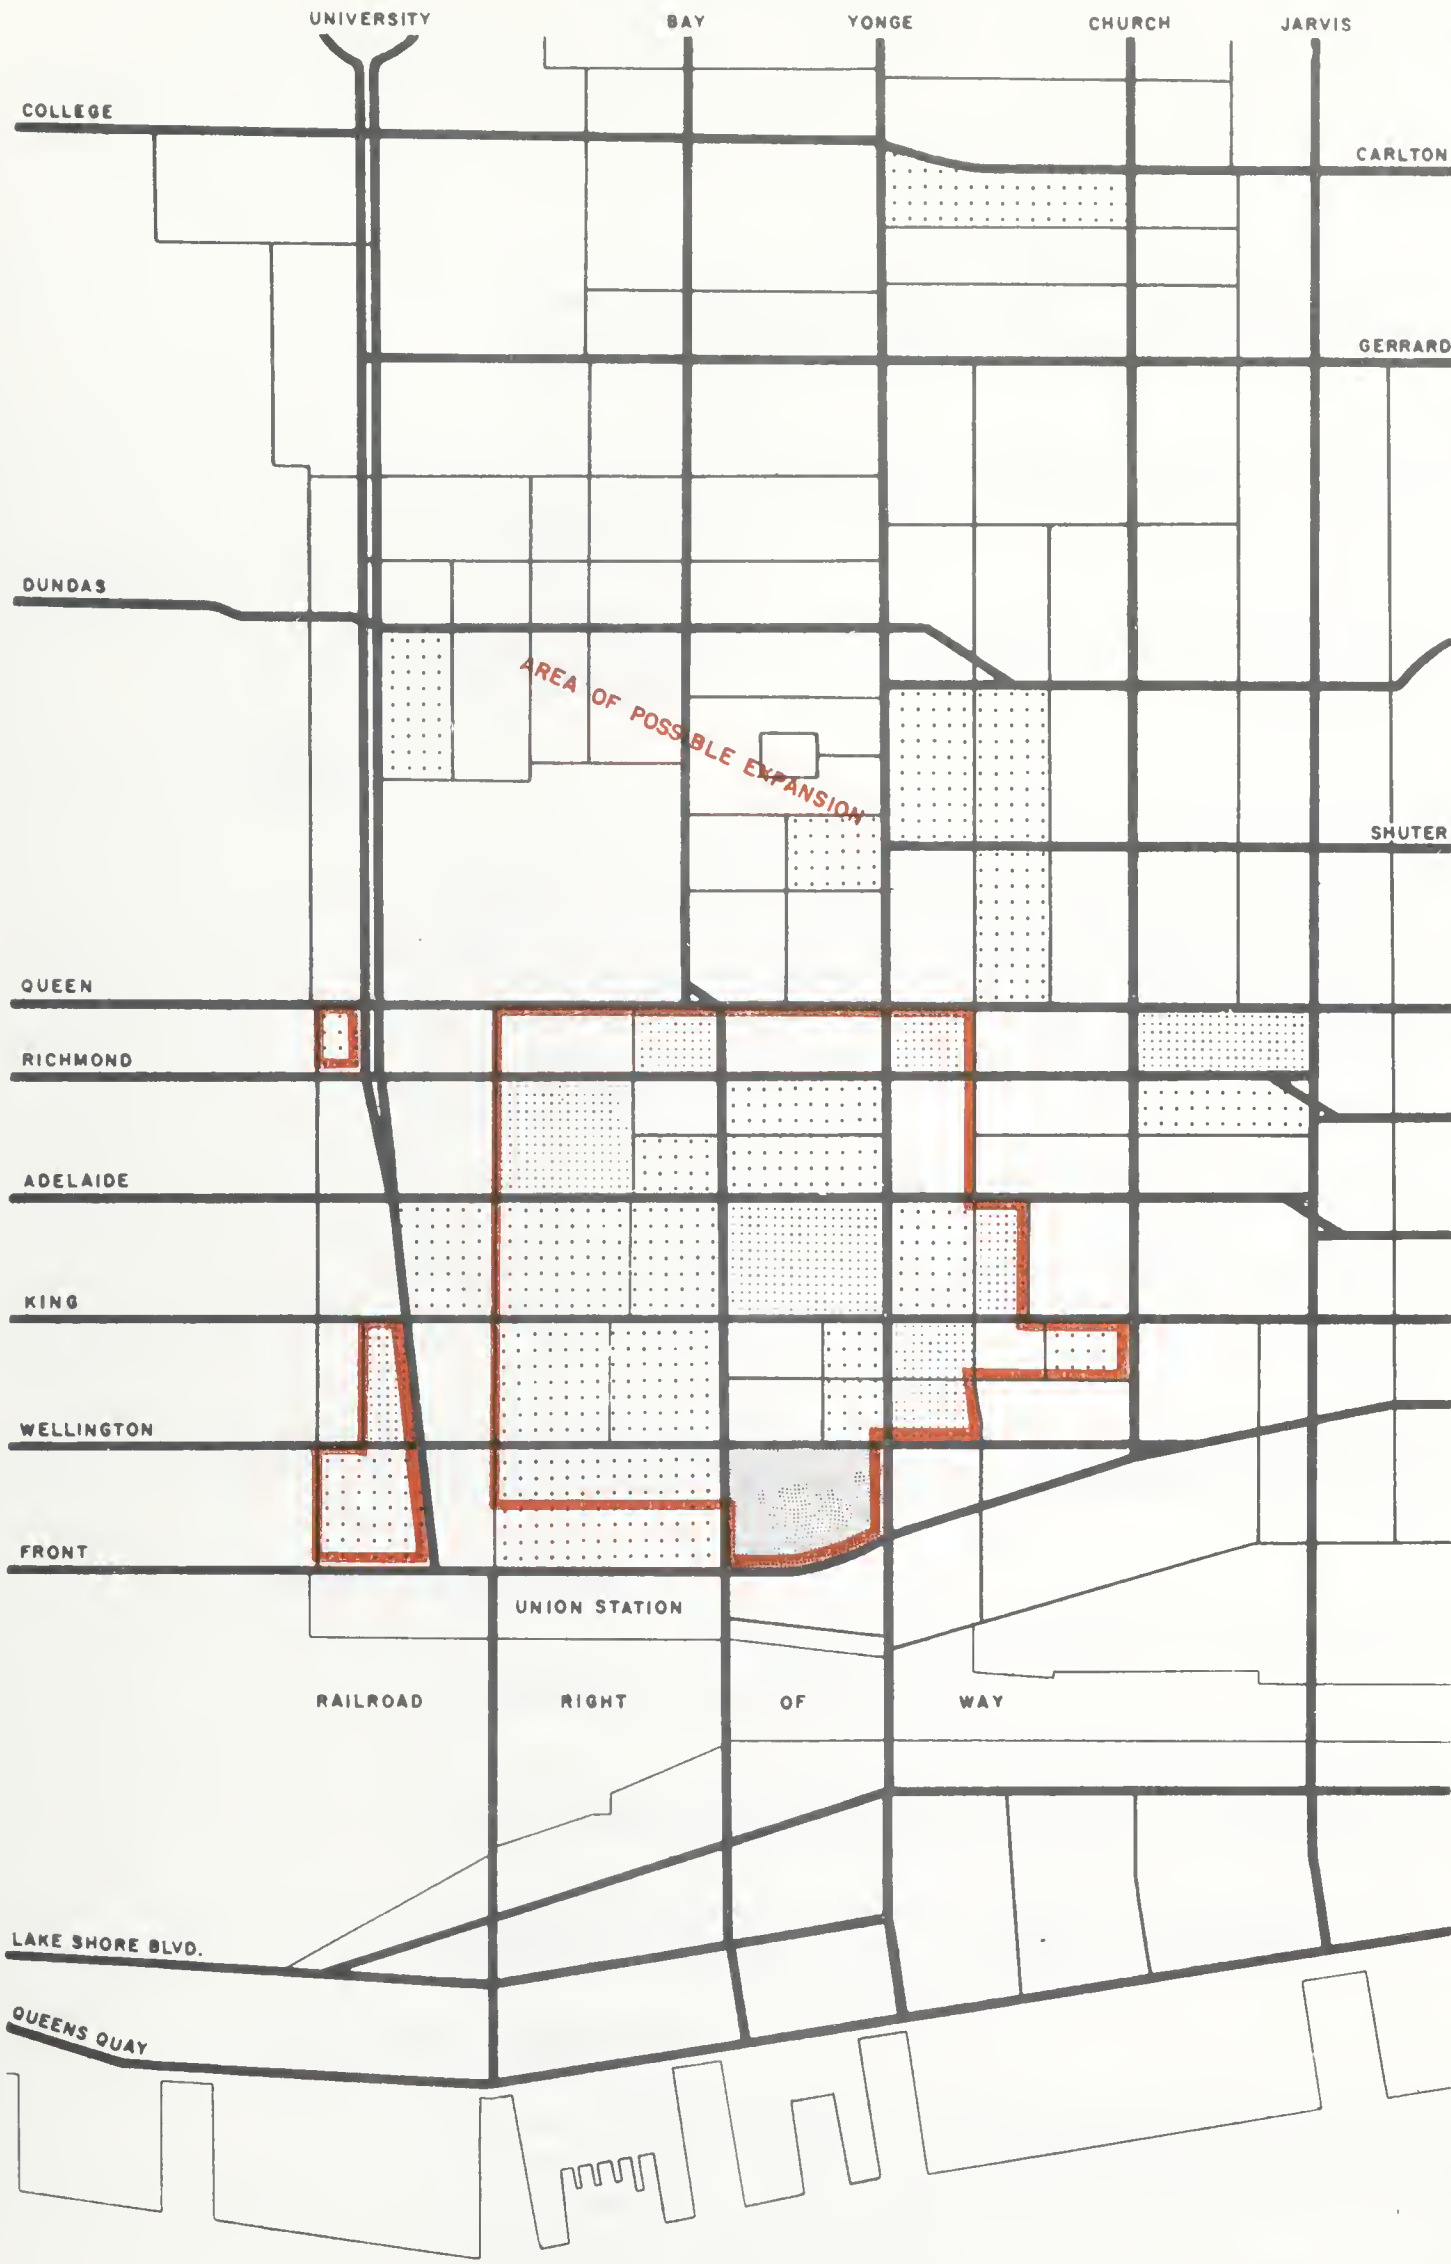 UNIVERSITY
BAY
YONGE
CHURCH
JARVIS
COLLEGE
CARLTON
GERRARD
DUNDAS
AREA OF POSSIBLE EXPANSION
SHUTER
QUEEN
RICHMOND
ADELAIDE
KING
WELLINGTON
FRONT
UNION STATION
RAILROAD RIGHT OF WAY
LAKE SHORE BLVD.
QUEENS QUAY